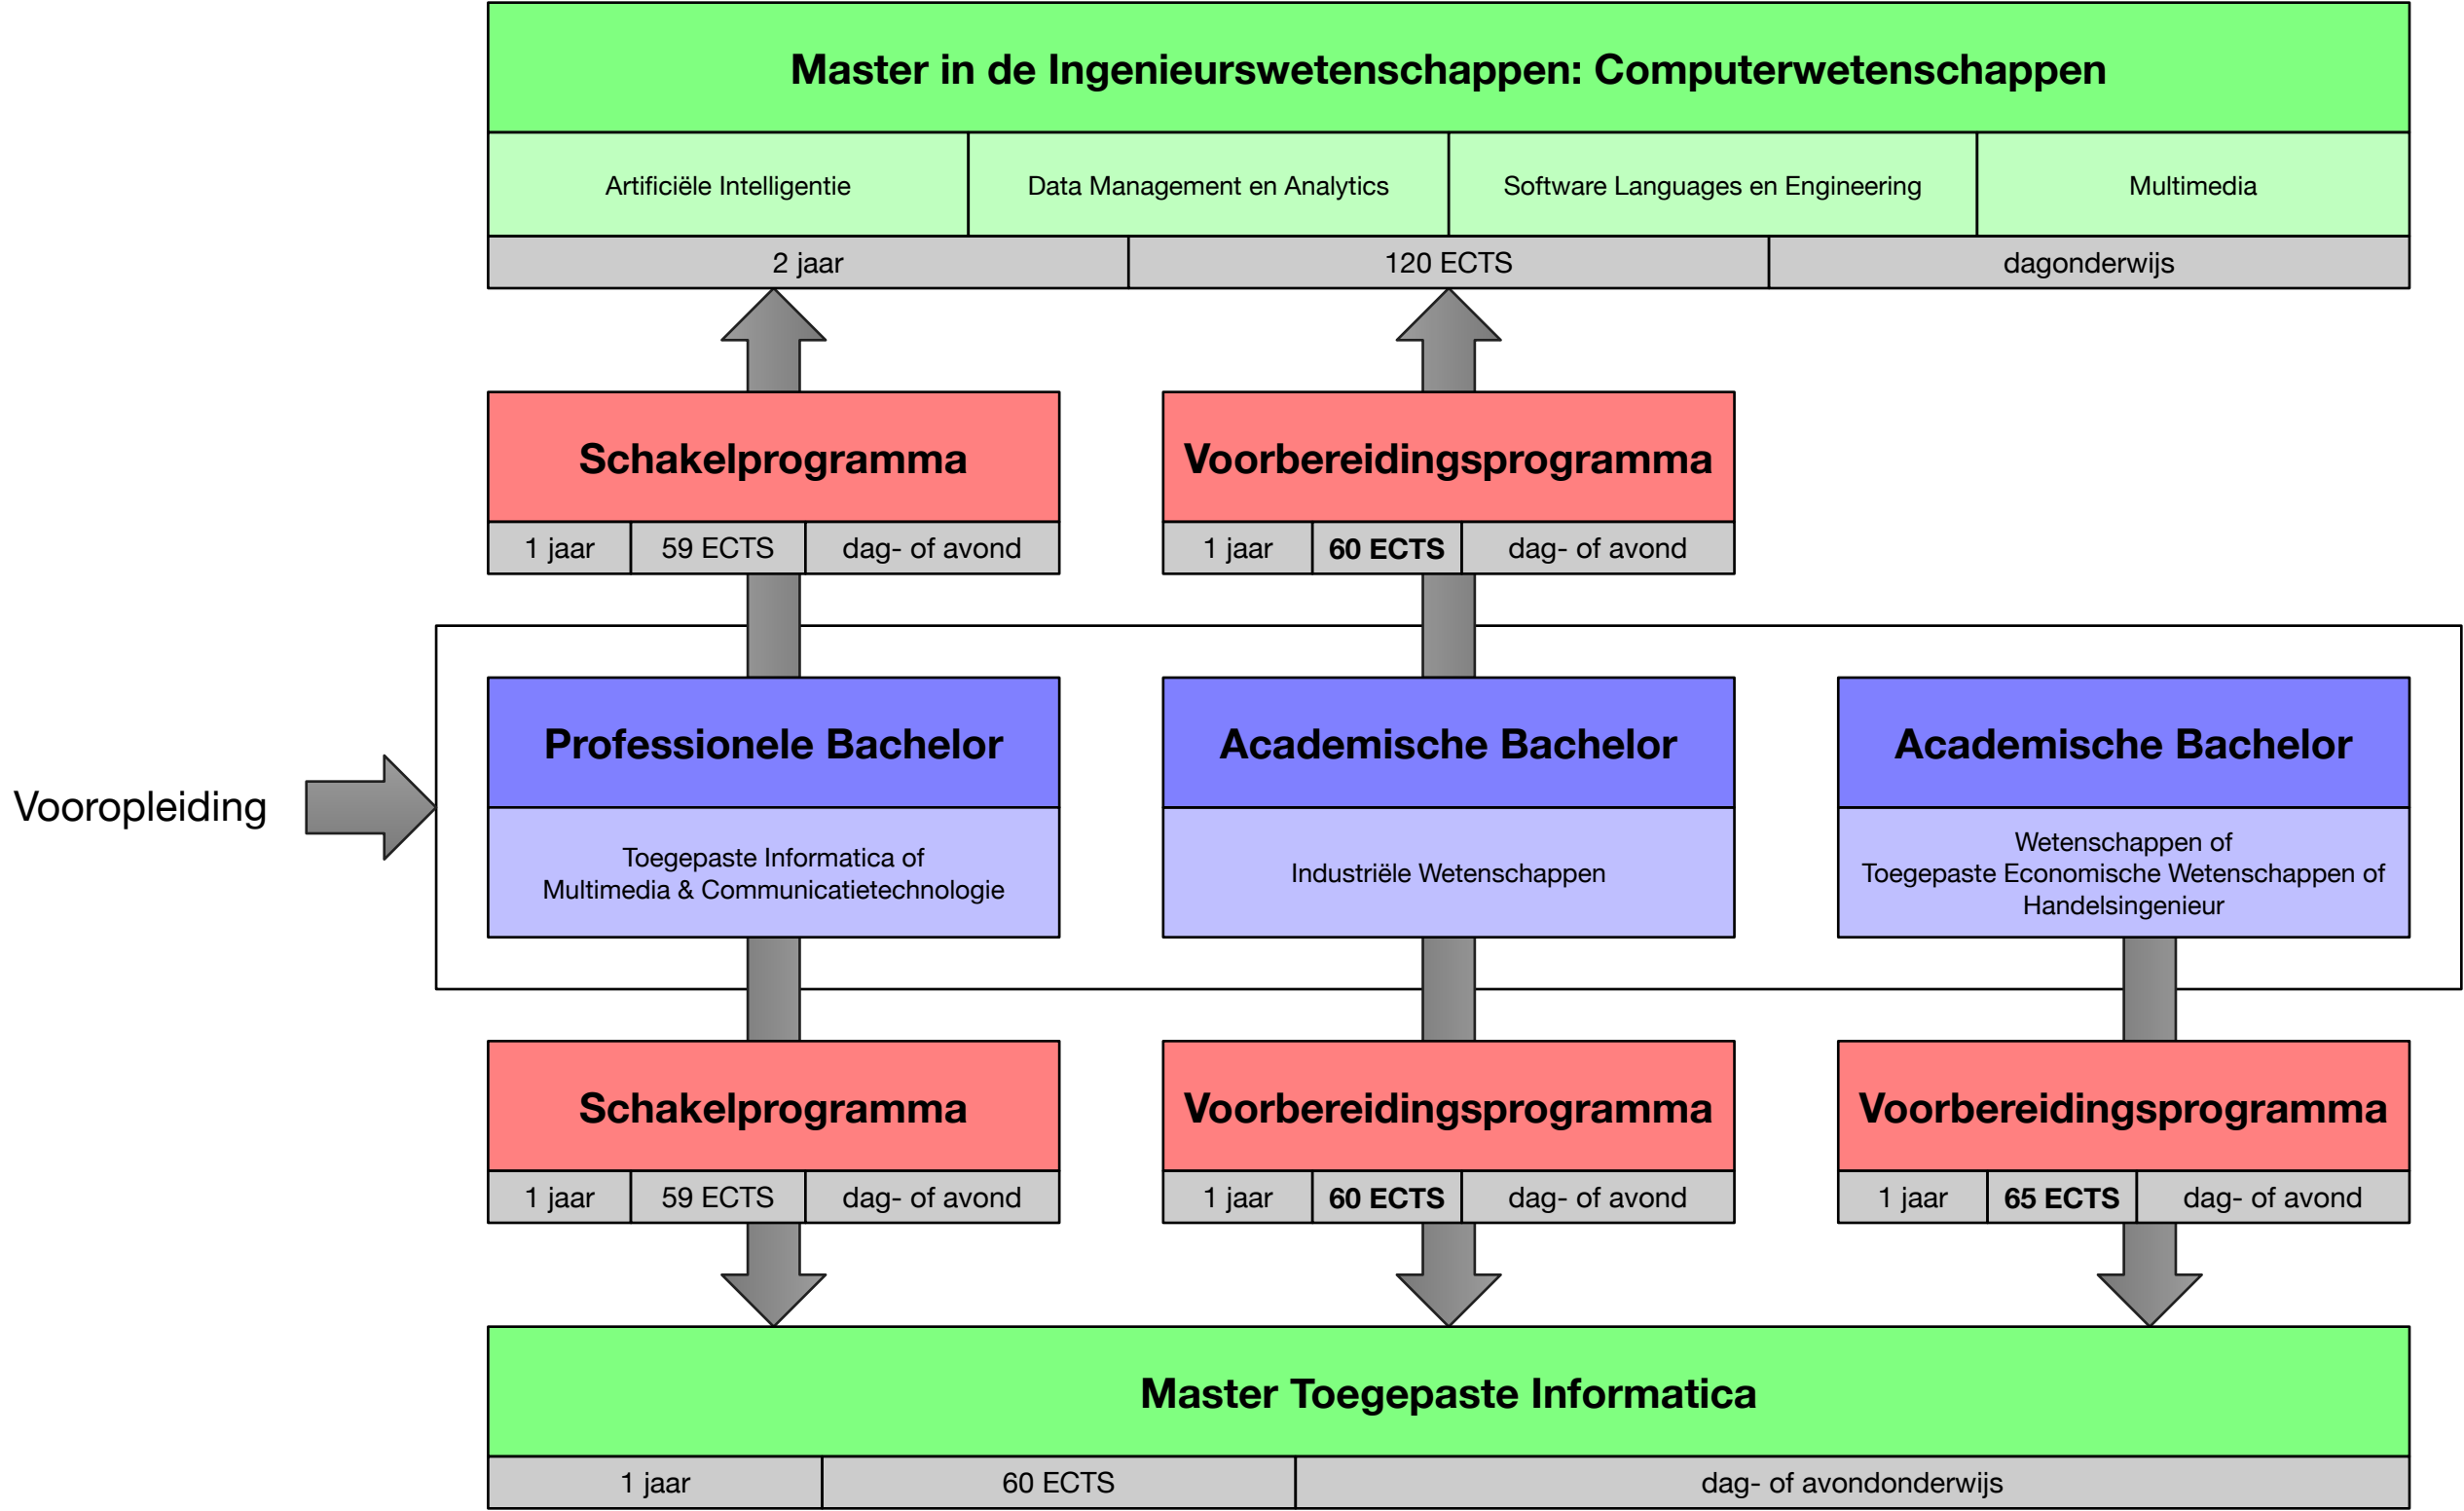 Master in de Ingenieurswetenschappen: Computerwetenschappen
Artificiële Intelligentie
Data Management en Analytics
Software Languages en Engineering
Multimedia
2 jaar
120 ECTS
dagonderwijs
Schakelprogramma
1 jaar
59 ECTS
dag- of avond
Voorbereidingsprogramma
1 jaar
60 ECTS
dag- of avond
Vooropleiding
Professionele Bachelor
Toegepaste Informatica of
Multimedia & Communicatietechnologie
Academische Bachelor
Industriële Wetenschappen
Academische Bachelor
Wetenschappen of
Toegepaste Economische Wetenschappen of
Handelsingenieur
Schakelprogramma
1 jaar
59 ECTS
dag- of avond
Voorbereidingsprogramma
1 jaar
60 ECTS
dag- of avond
Voorbereidingsprogramma
1 jaar
65 ECTS
dag- of avond
Master Toegepaste Informatica
1 jaar
60 ECTS
dag- of avondonderwijs